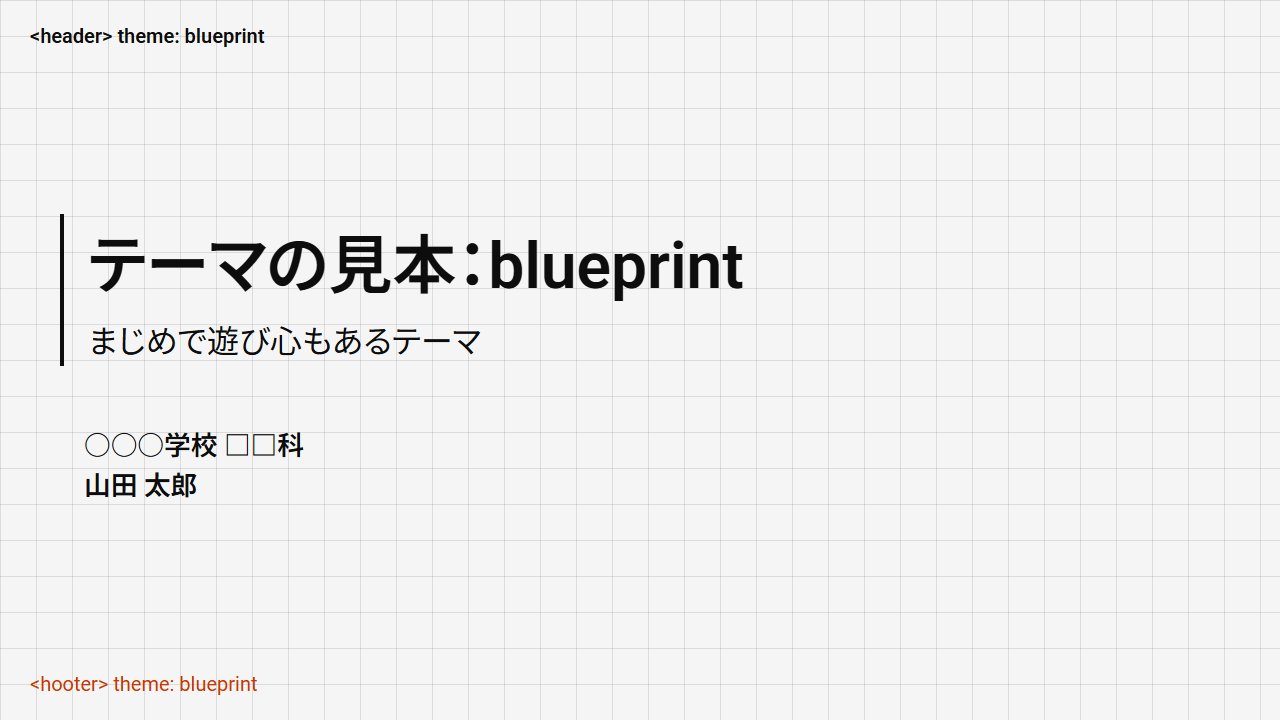 <header> theme: blueprint
テーマの見本：blueprint
まじめで遊び心もあるテーマ
○○○学校 □□科
山田 太郎
<hooter> theme: blueprint